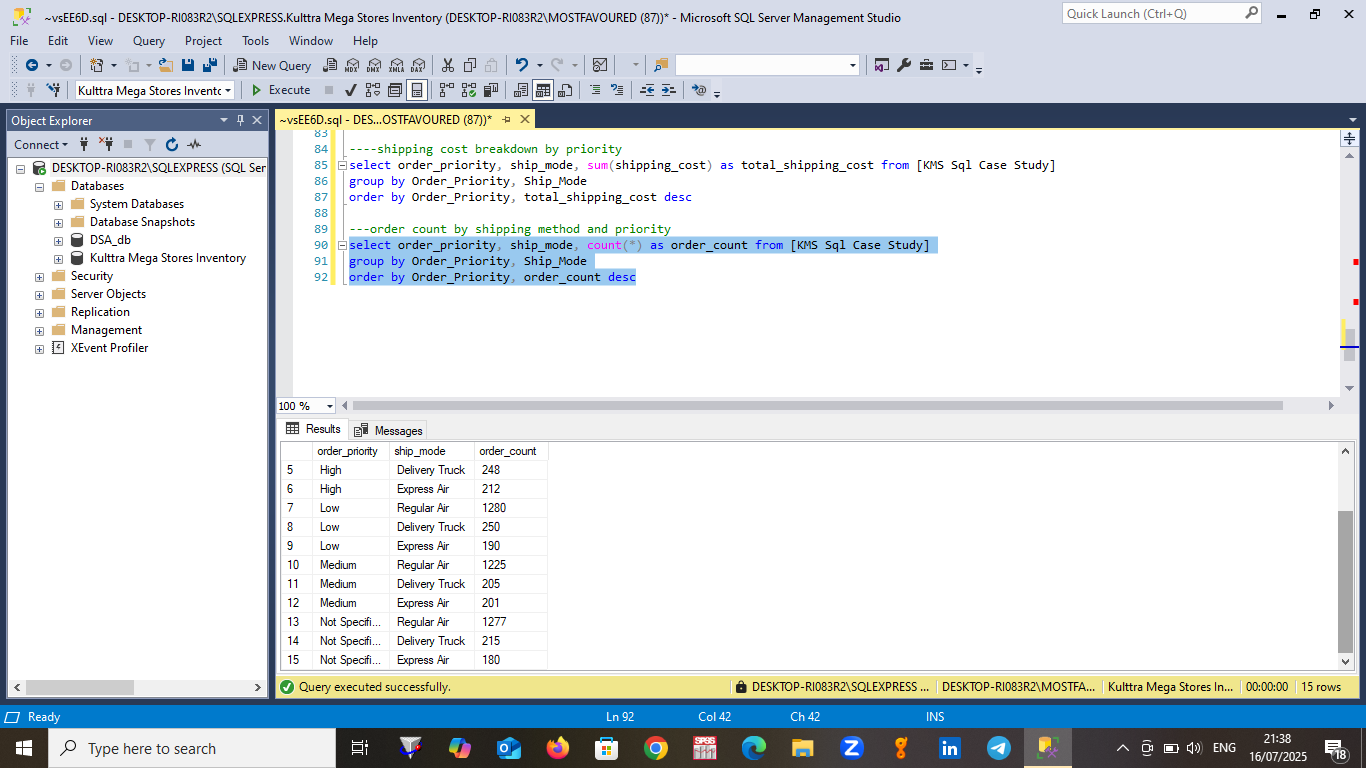 ~vsEE6D.sql - DESKTOP-RI083R2\SQLEXPRESS.Kulttra Mega Stores Inventory (DESKTOP-RI083R2\MOSTFAVOURED (87))* - Microsoft SQL Server Management Studio
Quick Launch (Ctrl+Q)
File Edit View Query Project Tools Window Help
New Query MDX DMX XMLA DAX
Kulttra Mega Stores Invento Execute
Object Explorer
~vsEE6D.sql - DES...OSTFAVOURED (87))*
Connect
DESKTOP-RI083R2\SQLEXPRESS (SQL Ser
Databases
System Databases
Database Snapshots
DSA_db
Kulttra Mega Stores Inventory
Security
Server Objects
Replication
Management
XEvent Profiler
83
84 ----shipping cost breakdown by priority
85 select order_priority, ship_mode, sum(shipping_cost) as total_shipping_cost from [KMS Sql Case Study]
86 group by Order_Priority, Ship_Mode
87 order by Order_Priority, total_shipping_cost desc
88
89 ---order count by shipping method and priority
90 select order_priority, ship_mode, count(*) as order_count from [KMS Sql Case Study]
91 group by Order_Priority, Ship_Mode
92 order by Order_Priority, order_count desc
100 %
Results Messages
order_priority ship_mode order_count
5 High Delivery Truck 248
6 High Express Air 212
7 Low Regular Air 1280
8 Low Delivery Truck 250
9 Low Express Air 190
10 Medium Regular Air 1225
11 Medium Delivery Truck 205
12 Medium Express Air 201
13 Not Specifi... Regular Air 1277
14 Not Specifi... Delivery Truck 215
15 Not Specifi... Express Air 180
Query executed successfully. DESKTOP-RI083R2\SQLEXPRESS ... DESKTOP-RI083R2\MOSTFA... Kulttra Mega Stores In... 00:00:00 15 rows
Ready Ln 92 Col 42 Ch 42 INS
Type here to search
SPSS
Z
in
ENG
21:38
16/07/2025
18